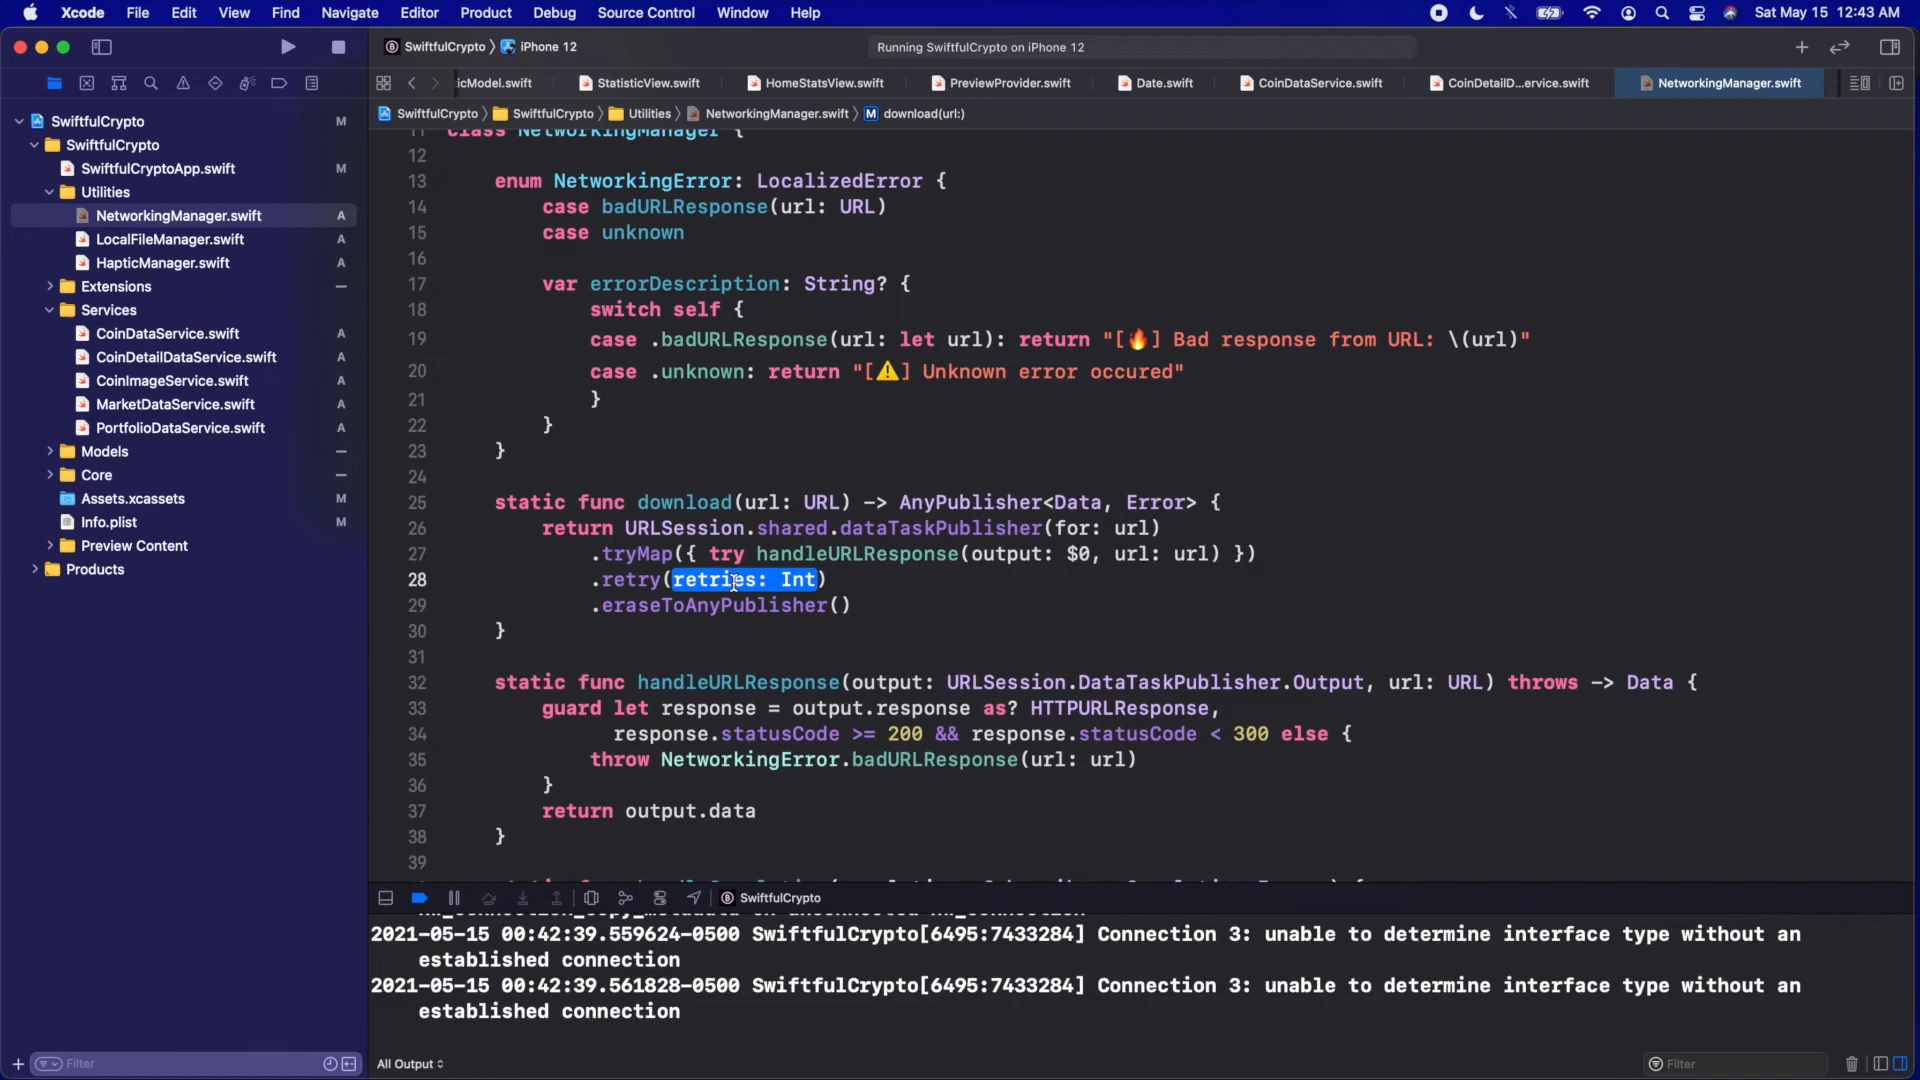 Xcode File Edit View Find Navigate Editor Product Debug Source Control Window Help Sat May 15 12:43 AM
SwiftfulCrypto iPhone 12 Running SwiftfulCrypto on iPhone 12
icModel.swift StatisticView.swift HomeStatsView.swift PreviewProvider.swift Date.swift CoinDataService.swift CoinDetailD...ervice.swift NetworkingManager.swift
SwiftfulCrypto SwiftfulCrypto Utilities NetworkingManager.swift M download(url:)
SwiftfulCrypto M
SwiftfulCrypto
SwiftfulCryptoApp.swift M
Utilities
NetworkingManager.swift A
LocalFileManager.swift A
HapticManager.swift A
Extensions
Services
CoinDataService.swift A
CoinDetailDataService.swift A
CoinImageService.swift A
MarketDataService.swift A
PortfolioDataService.swift A
Models
Core
Assets.xcassets M
Info.plist M
Preview Content
Products
Filter
11 class NetworkingManager {
12
13 enum NetworkingError: LocalizedError {
14 case badURLResponse(url: URL)
15 case unknown
16
17 var errorDescription: String? {
18 switch self {
19 case .badURLResponse(url: let url): return "[🔥] Bad response from URL: \(url)"
20 case .unknown: return "[⚠️] Unknown error occured"
21 }
22 }
23 }
24
25 static func download(url: URL) -> AnyPublisher<Data, Error> {
26 return URLSession.shared.dataTaskPublisher(for: url)
27 .tryMap({ try handleURLResponse(output: $0, url: url) })
28 .retry(retries: Int)
29 .eraseToAnyPublisher()
30 }
31
32 static func handleURLResponse(output: URLSession.DataTaskPublisher.Output, url: URL) throws -> Data {
33 guard let response = output.response as? HTTPURLResponse,
34 response.statusCode >= 200 && response.statusCode < 300 else {
35 throw NetworkingError.badURLResponse(url: url)
36 }
37 return output.data
38 }
39
SwiftfulCrypto
2021-05-15 00:42:39.559624-0500 SwiftfulCrypto[6495:7433284] Connection 3: unable to determine interface type without an
established connection
2021-05-15 00:42:39.561828-0500 SwiftfulCrypto[6495:7433284] Connection 3: unable to determine interface type without an
established connection
All Output Filter